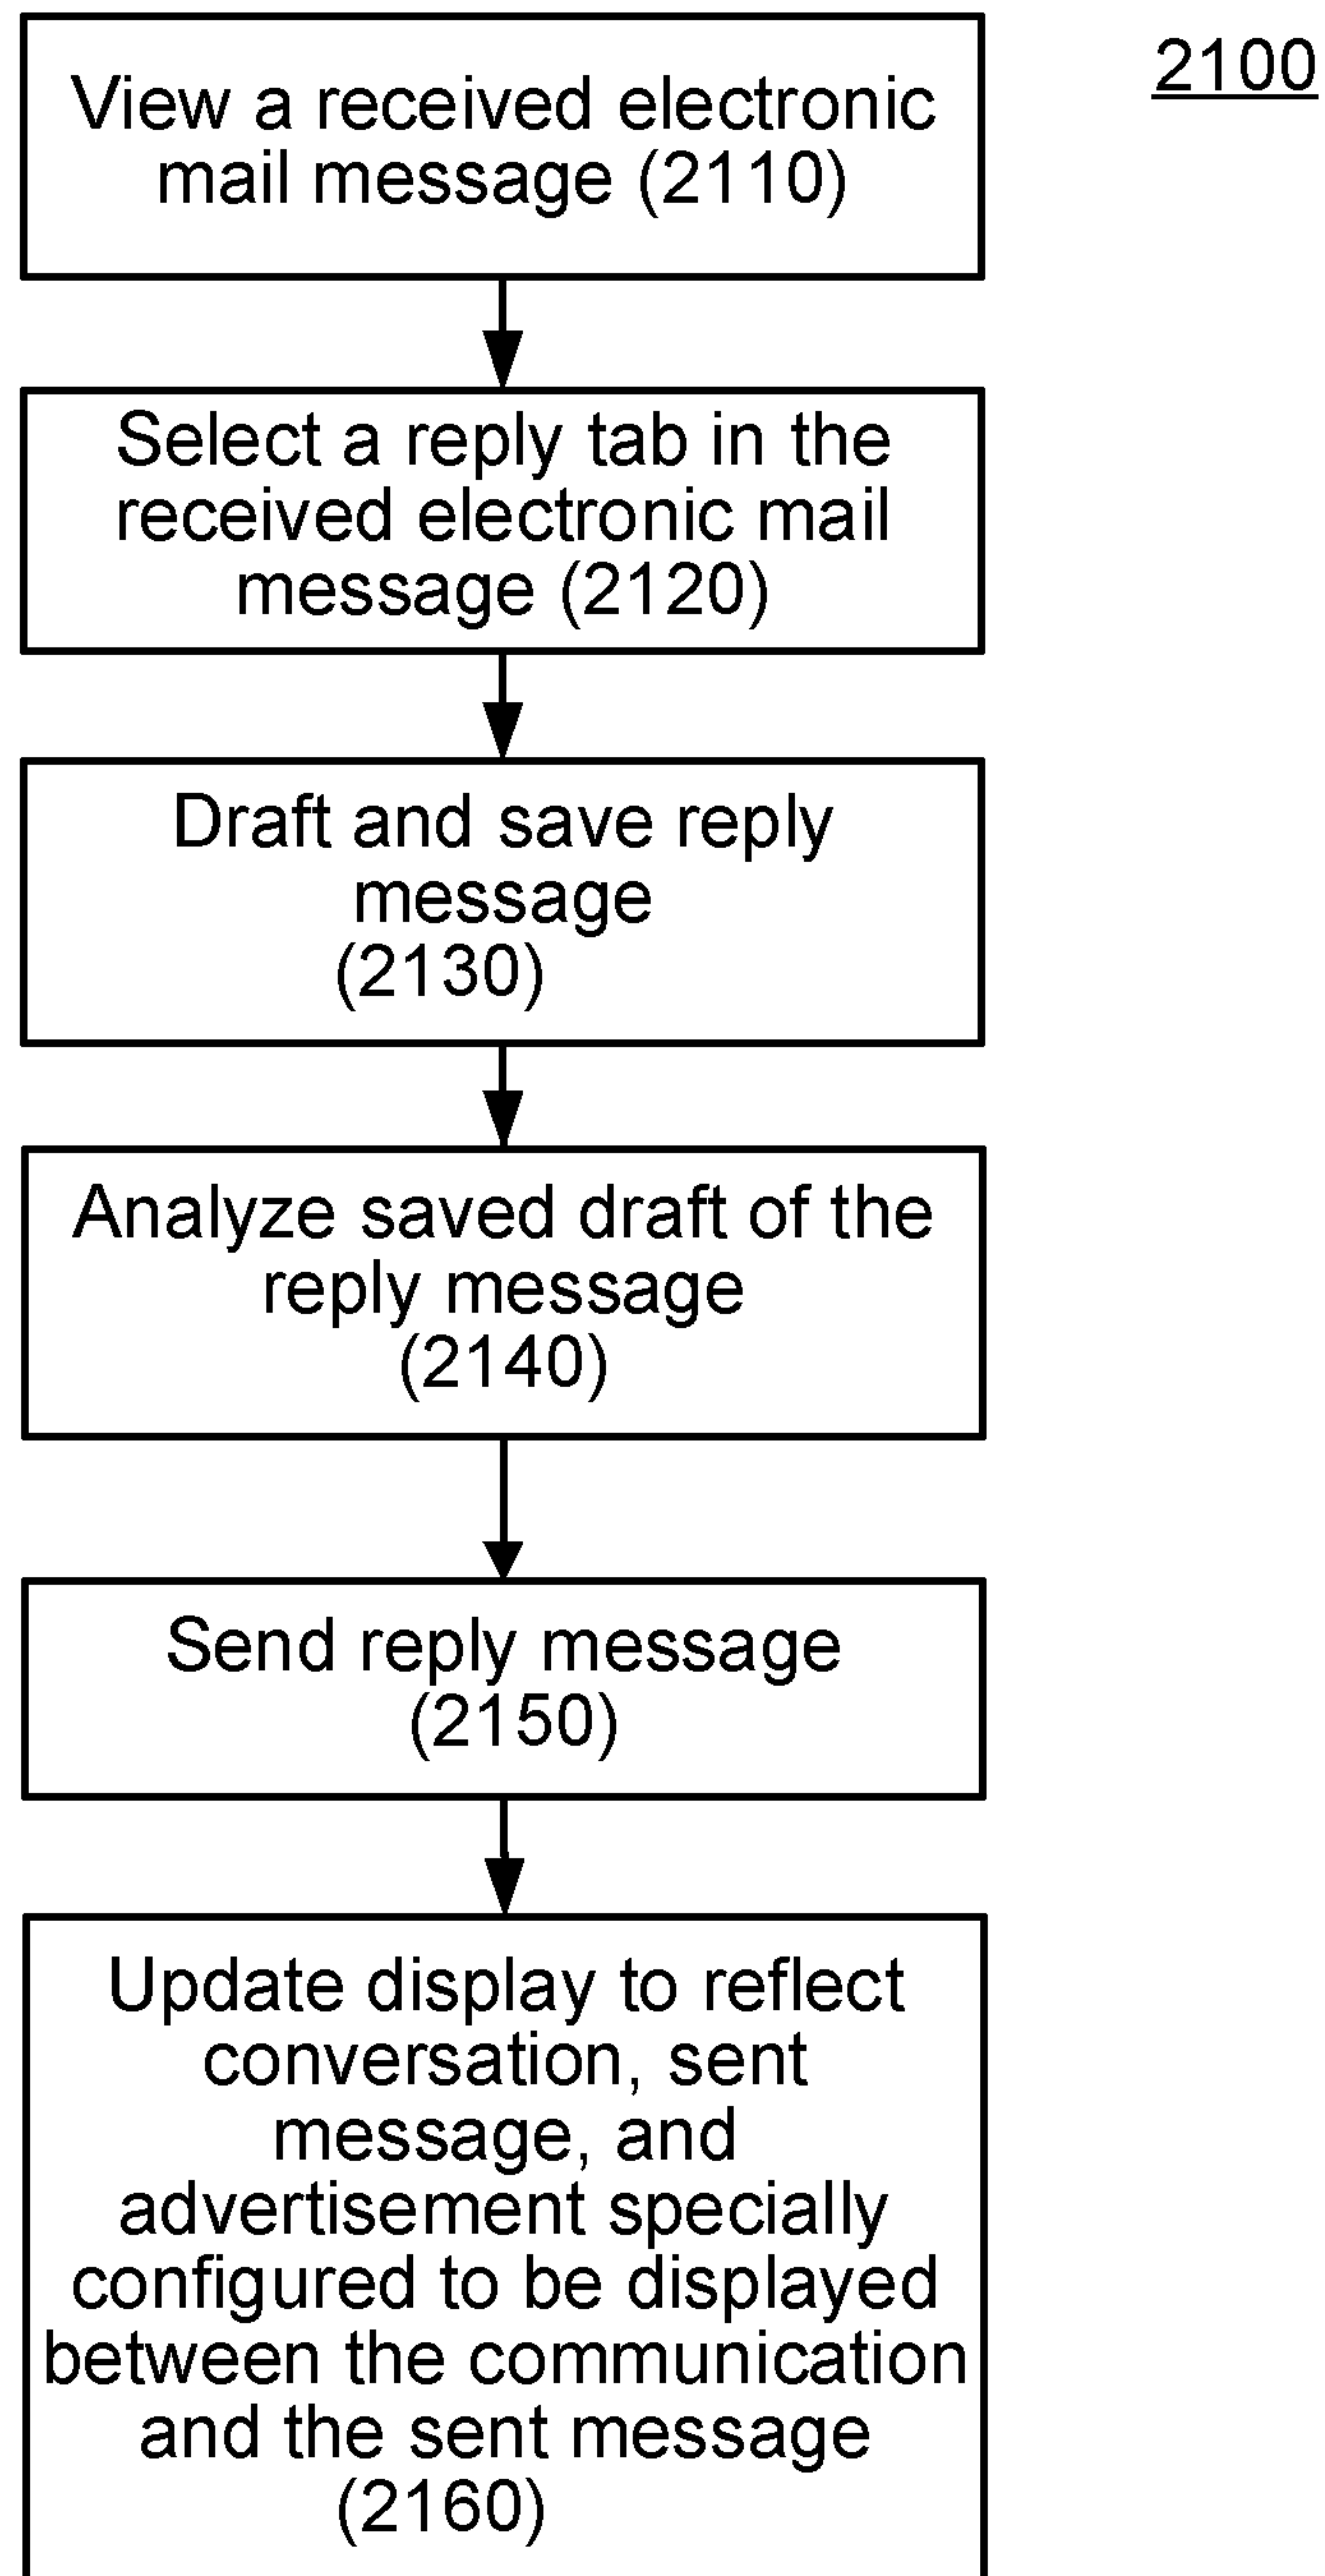 2100
View a received electronic
mail message (2110)
Select a reply tab in the
received electronic mail
message (2120)
Draft and save reply
message
(2130)
Analyze saved draft of the
reply message
(2140)
Send reply message
(2150)
Update display to reflect
conversation, sent
message, and
advertisement specially
configured to be displayed
between the communication
and the sent message
(2160)